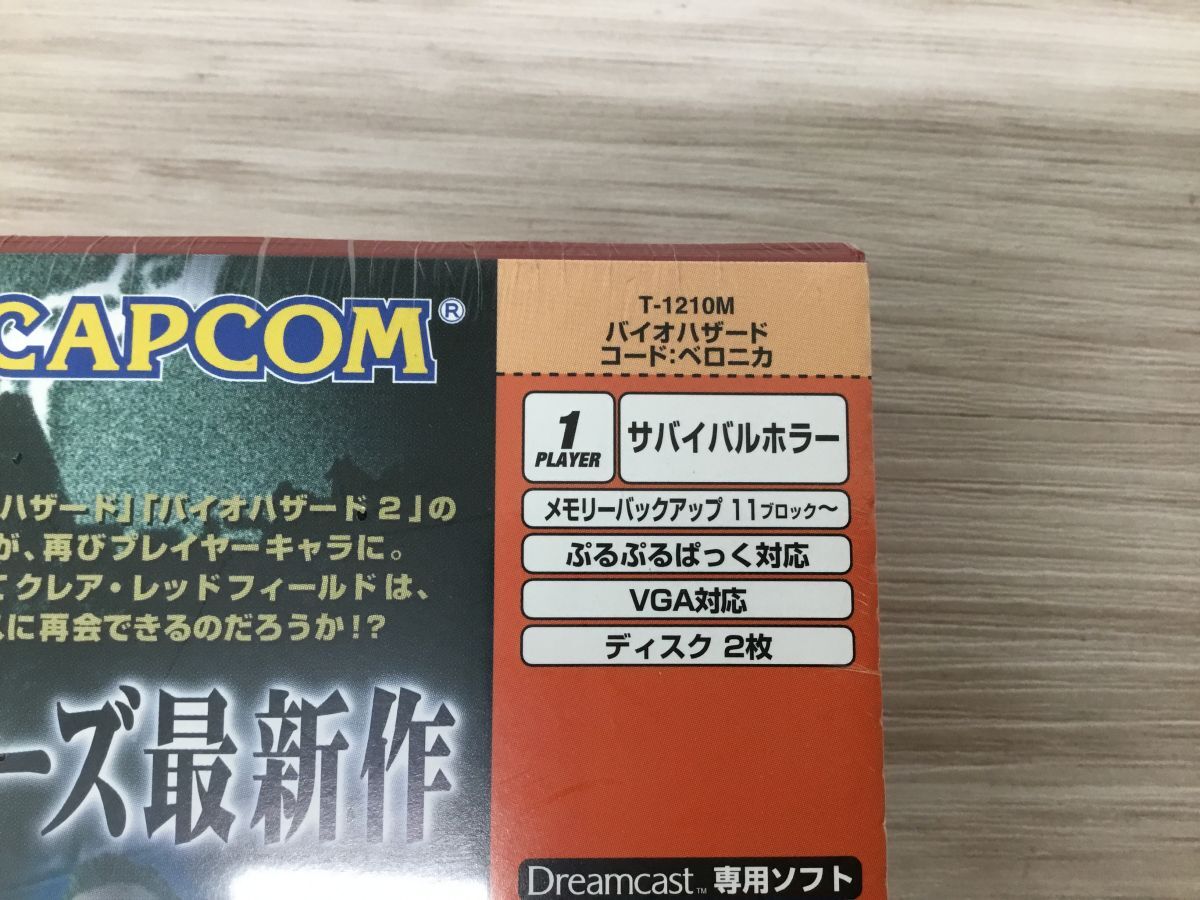 CAPCOM®
T-1210M
バイオハザード
コード:ベロニカ
1
PLAYER
サバイバルホラー
メモリーバックアップ 11ブロック〜
ぷるぷるぱっく対応
VGA対応
ディスク 2枚
ハザード」「バイオハザード2」の
が、再びプレイヤーキャラに。
クレア・レッドフィールドは、
に再会できるのだろうか!?
ーズ最新作
Dreamcast™ 専用ソフト